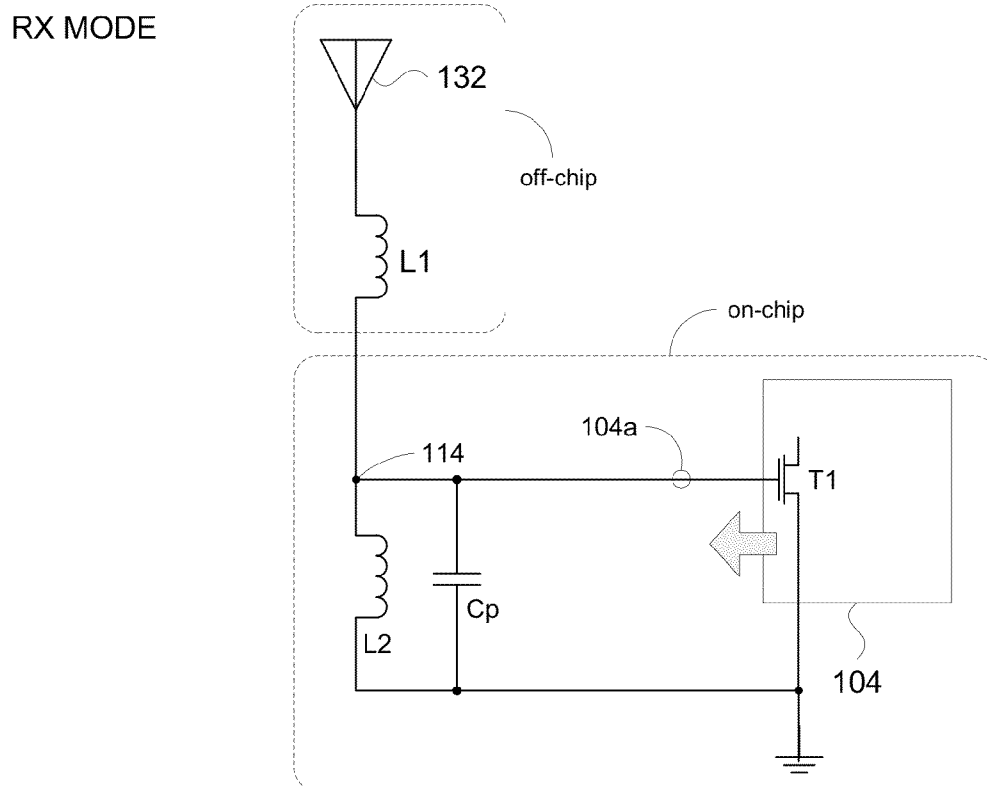 RX MODE
132
off-chip
L1
on-chip
104a
114
T1
Cp
L2
104